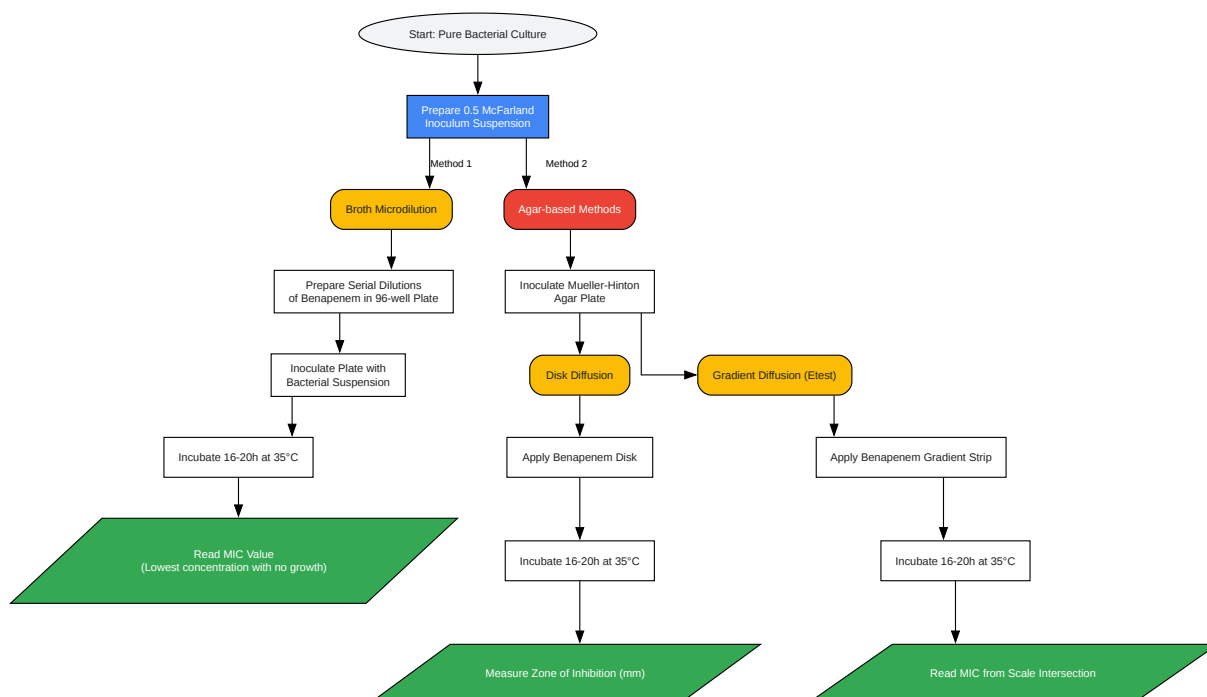 Start: Pure Bacterial Culture
Prepare 0.5 McFarland
Inoculum Suspension
Method 1
Method 2
Broth Microdilution
Agar-based Methods
Prepare Serial Dilutions
of Benapenem in 96-well Plate
Inoculate Mueller-Hinton
Agar Plate
Inoculate Plate with
Bacterial Suspension
Disk Diffusion
Gradient Diffusion (Etest)
Incubate 16-20h at 35°C
Apply Benapenem Disk
Apply Benapenem Gradient Strip
Read MIC Value
(Lowest concentration with no growth)
Incubate 16-20h at 35°C
Incubate 16-20h at 35°C
Measure Zone of Inhibition (mm)
Read MIC from Scale Intersection